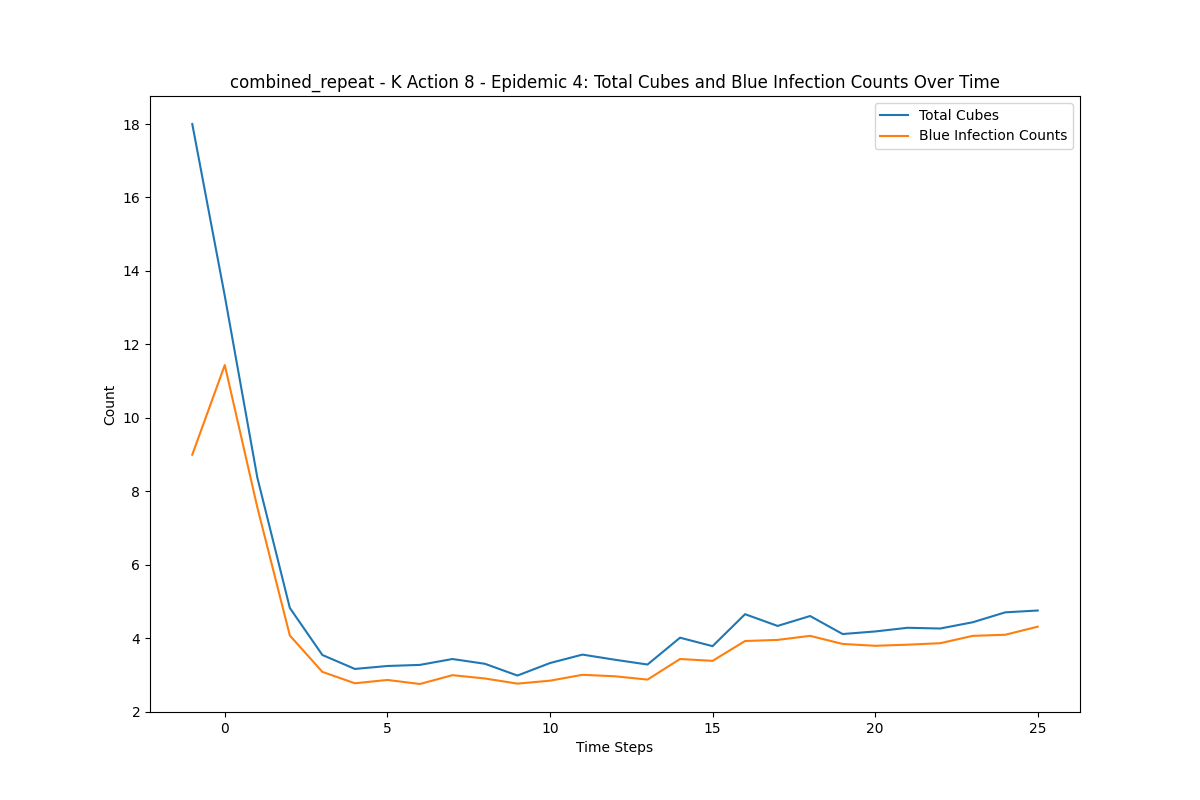 combined_repeat - K Action 8 - Epidemic 4: Total Cubes and Blue Infection Counts Over Time
Total Cubes
Blue Infection Counts
18
16
14
12
10
8
6
4
2
Count
0 5 10 15 20 25
Time Steps